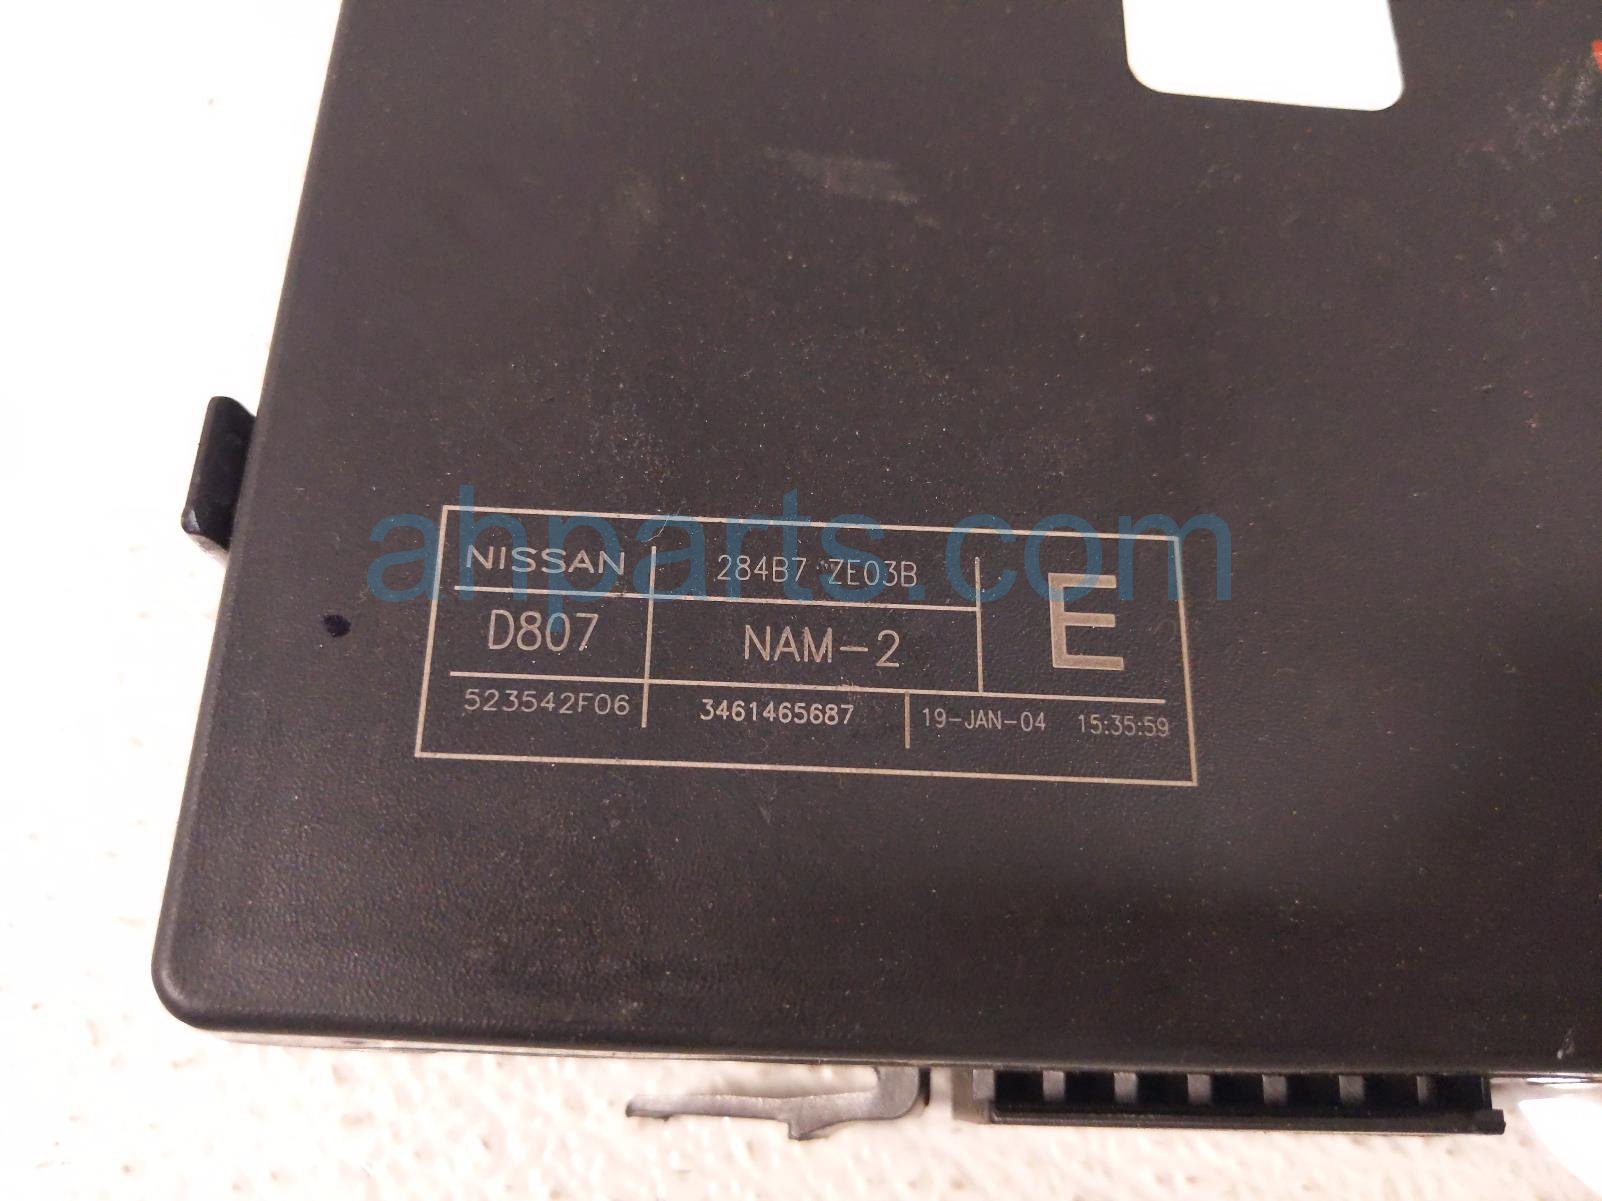 NISSAN 284B7 ZE03B E
D807 NAM-2
523542F06 3461465687 19-JAN-04 15:35:59
ahparts.com